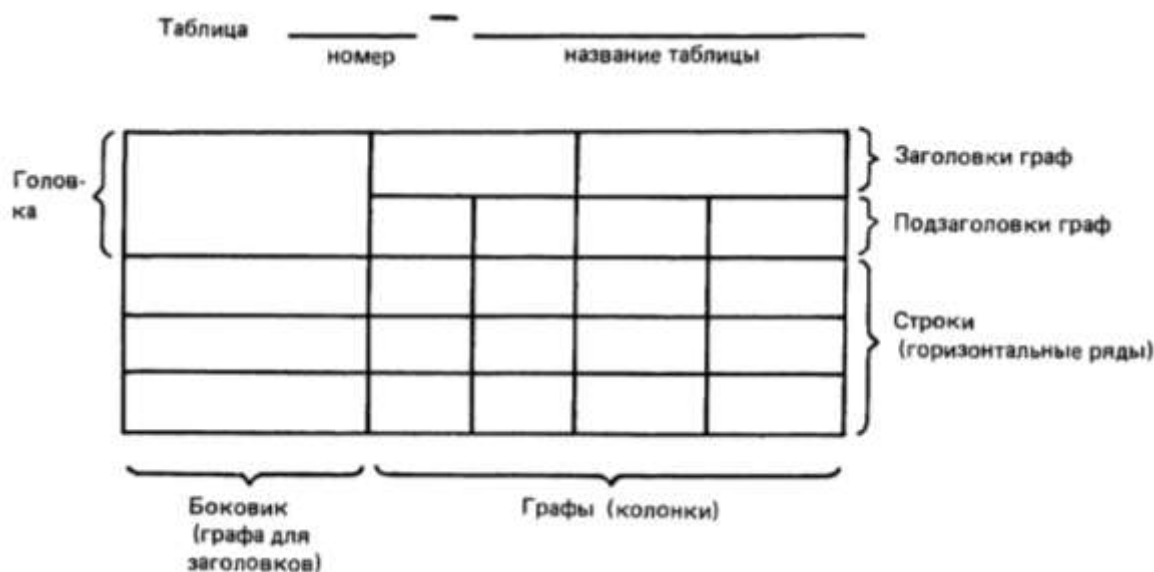 Таблица – 
номер название таблицы
Голов-
ка
Заголовки граф
Подзаголовки граф
Строки
(горизонтальные ряды)
Боковик
(графа для
заголовков)
Графы (колонки)